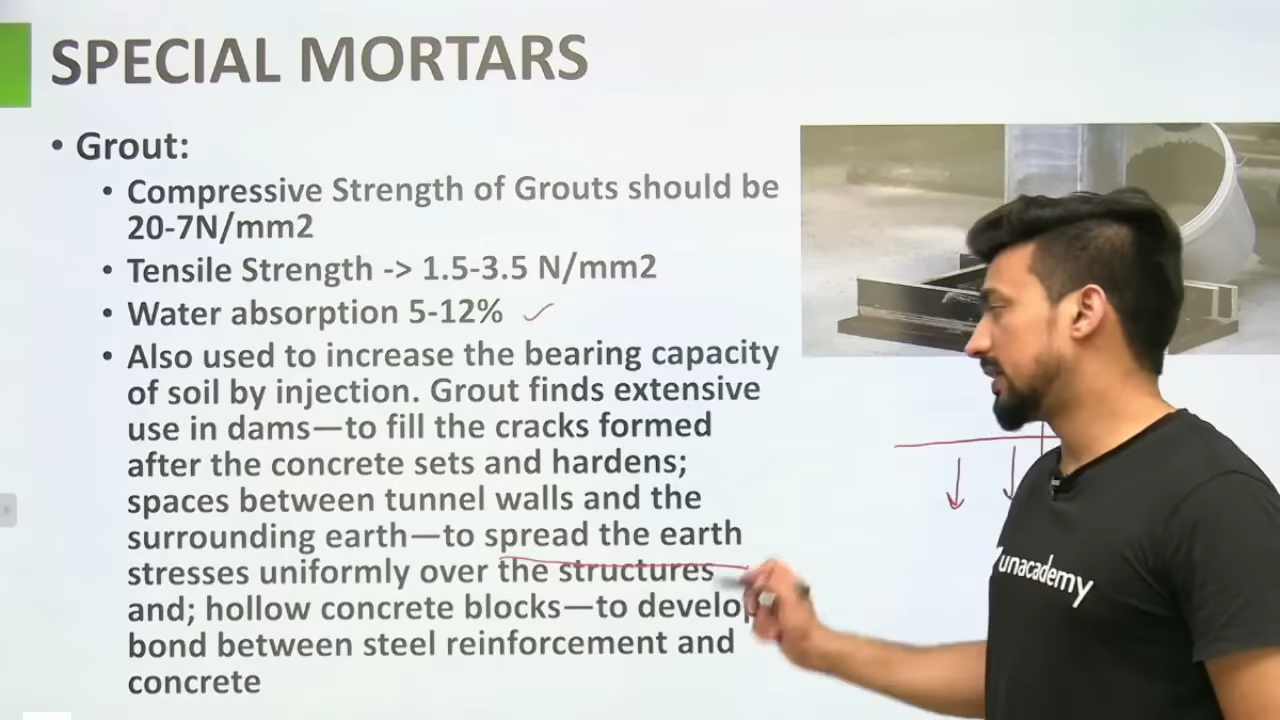 SPECIAL MORTARS
• Grout:
• Compressive Strength of Grouts should be
20-7N/mm2
• Tensile Strength -> 1.5-3.5 N/mm2
• Water absorption 5-12%
• Also used to increase the bearing capacity
of soil by injection. Grout finds extensive
use in dams—to fill the cracks formed
after the concrete sets and hardens;
spaces between tunnel walls and the
surrounding earth—to spread the earth
stresses uniformly over the structures
and; hollow concrete blocks—to develop
bond between steel reinforcement and
concrete
unacademy